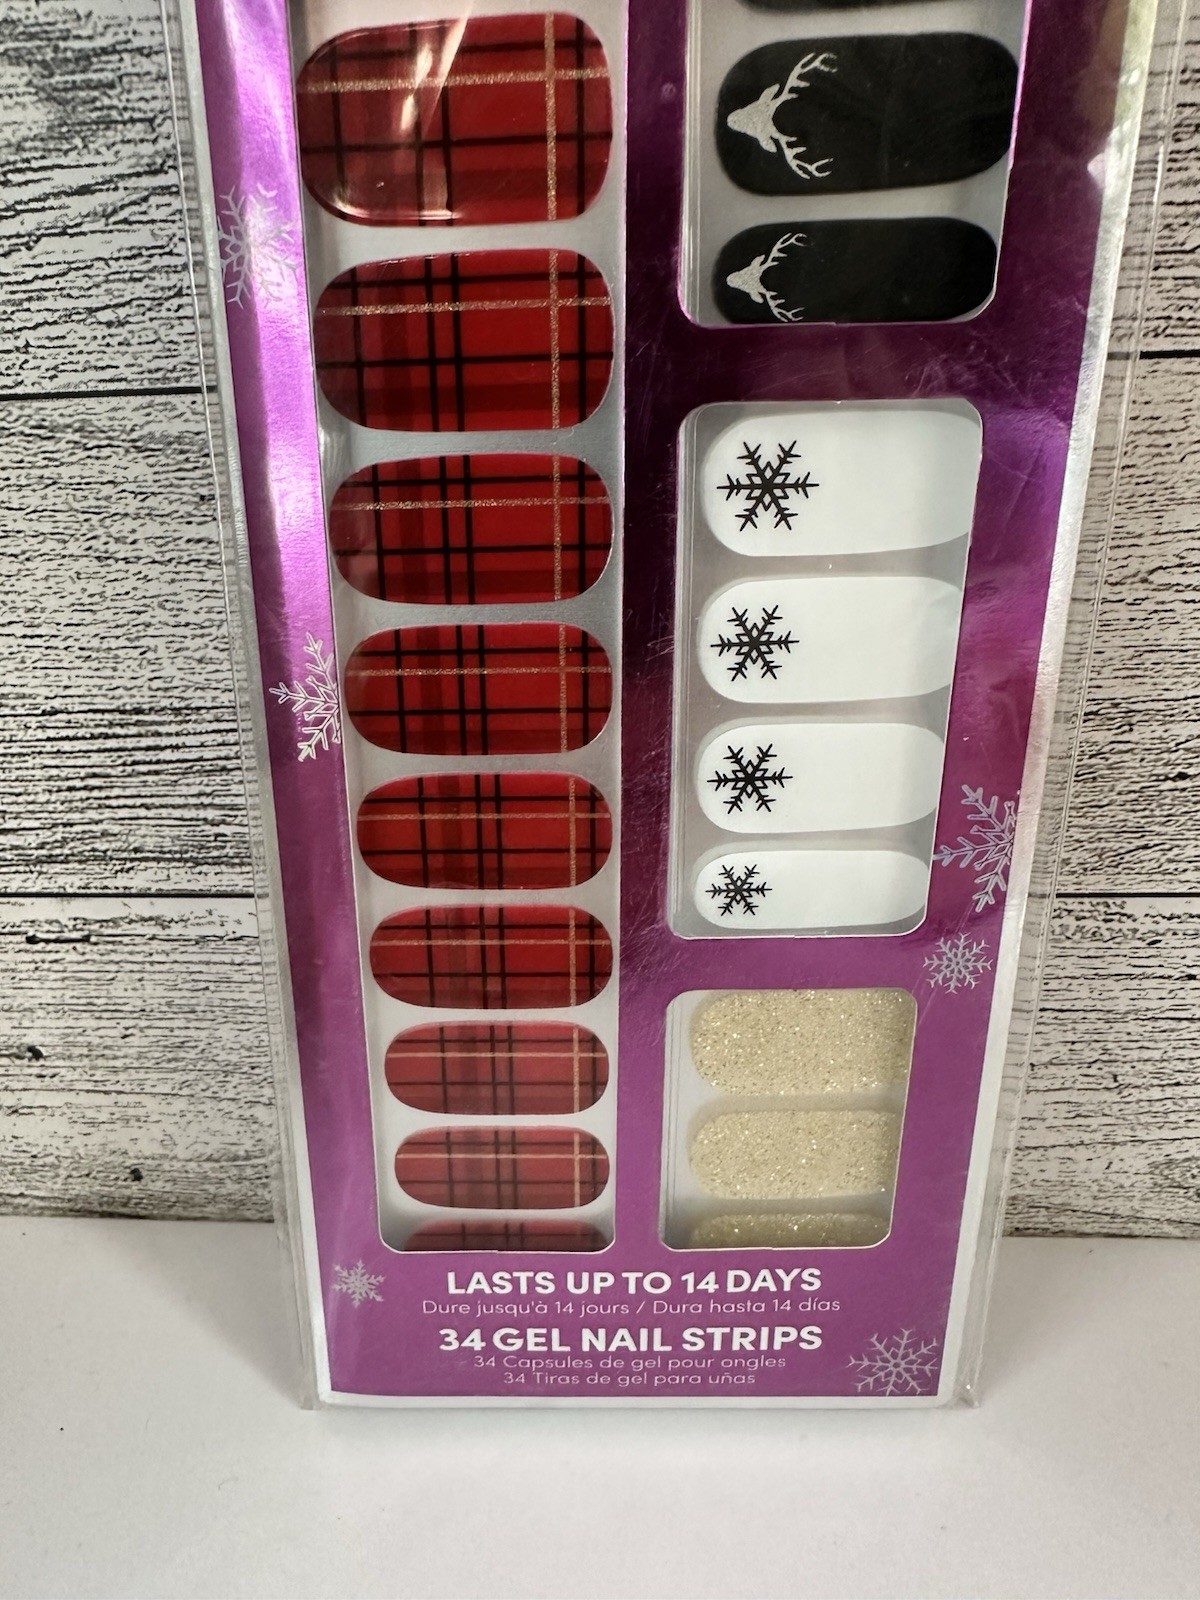 LASTS UP TO 14 DAYS
Dure jusqu'à 14 jours / Dura hasta 14 días
34 GEL NAIL STRIPS
34 Capsules de gel pour ongles
34 Tiras de gel para uñas